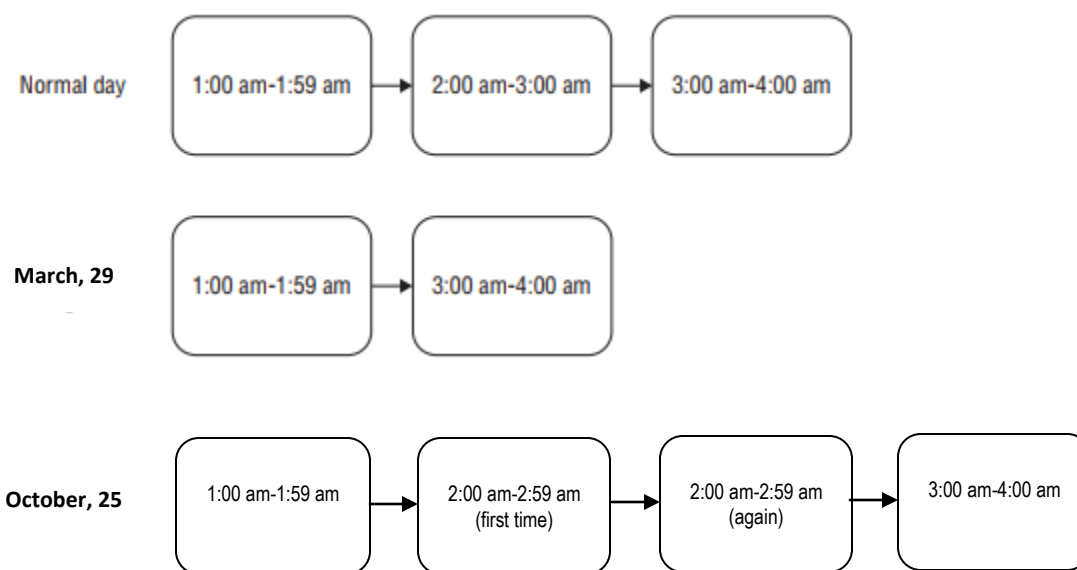 Normal day
1:00 am-1:59 am
2:00 am-3:00 am
3:00 am-4:00 am
March, 29
1:00 am-1:59 am
3:00 am-4:00 am
October, 25
1:00 am-1:59 am
2:00 am-2:59 am
(first time)
2:00 am-2:59 am
(again)
3:00 am-4:00 am